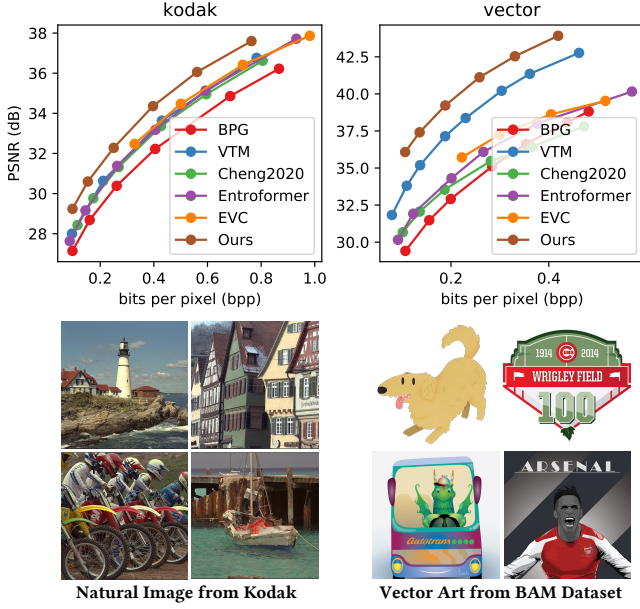 kodak
38
36
34
32
30
28
PSNR (dB)
BPG
VTM
Cheng2020
Entroformer
EVC
Ours
0.2 0.4 0.6 0.8 1.0
bits per pixel (bpp)
vector
42.5
40.0
37.5
35.0
32.5
30.0
BPG
VTM
Cheng2020
Entroformer
EVC
Ours
0.2 0.4
bits per pixel (bpp)
1914 C 2014
WRIGLEY FIELD
100
Autotrans
ARSENAL
Natural Image from Kodak
Vector Art from BAM Dataset